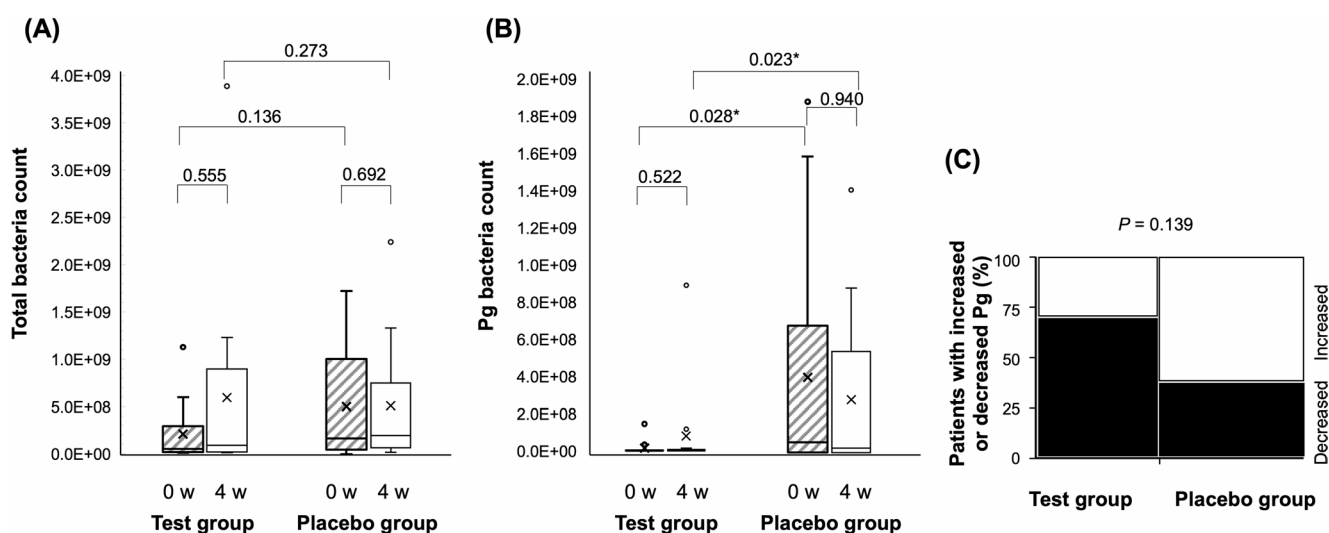 (A)
0.273
0.136
0.555
0.692
Total bacteria count
4.0E+09
3.5E+09
3.0E+09
2.5E+09
2.0E+09
1.5E+09
1.0E+09
5.0E+08
0.0E+00
0 w 4 w 0 w 4 w
Test group Placebo group
(B)
0.023*
0.940
0.028*
0.522
Pg bacteria count
2.0E+09
1.8E+09
1.6E+09
1.4E+09
1.2E+09
1.0E+09
8.0E+08
6.0E+08
4.0E+08
2.0E+08
0.0E+00
0 w 4 w 0 w 4 w
Test group Placebo group
(C)
P = 0.139
Patients with increased
or decreased Pg (%)
100
75
50
25
0
Increased
Decreased
Test group Placebo group